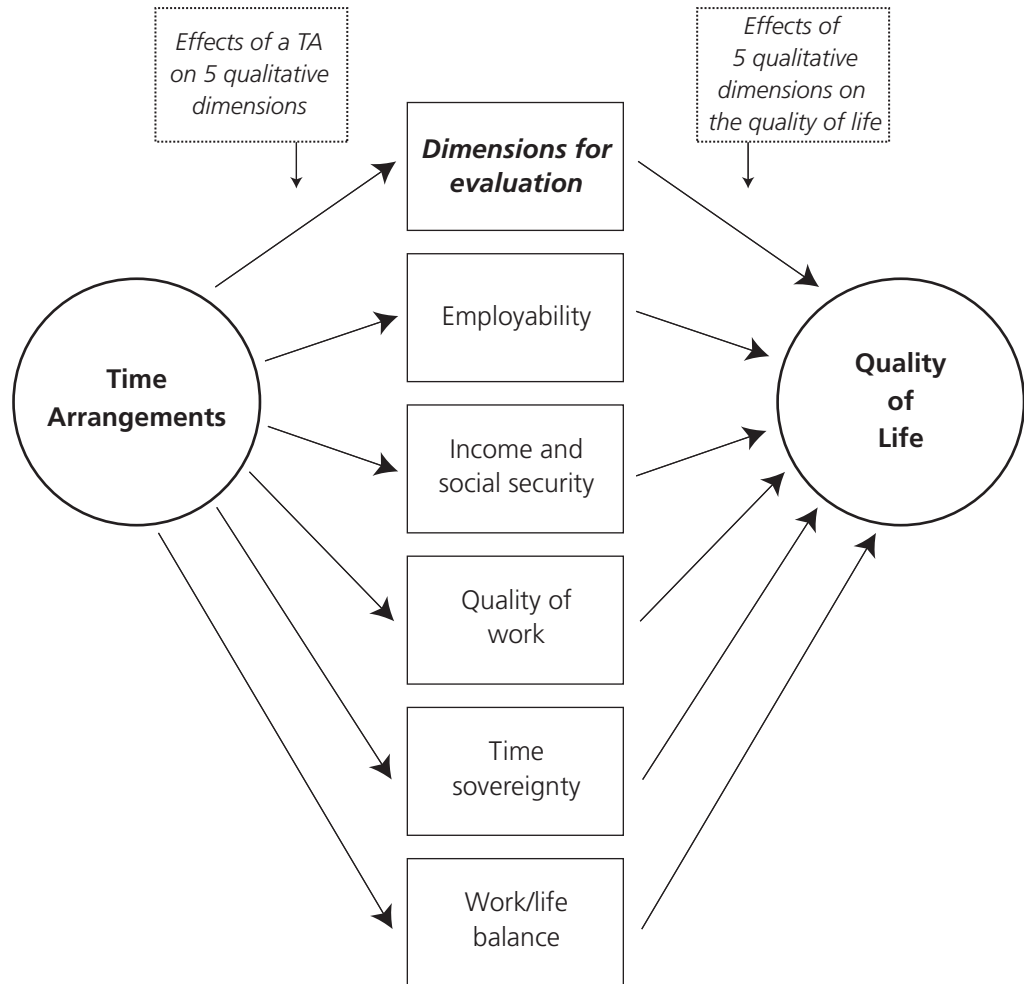 Effects of a TA
on 5 qualitative
dimensions
Effects of
5 qualitative
dimensions on
the quality of life
Dimensions for
evaluation
Time
Arrangements
Employability
Income and
social security
Quality of
work
Time
sovereignty
Work/life
balance
Quality
of
Life